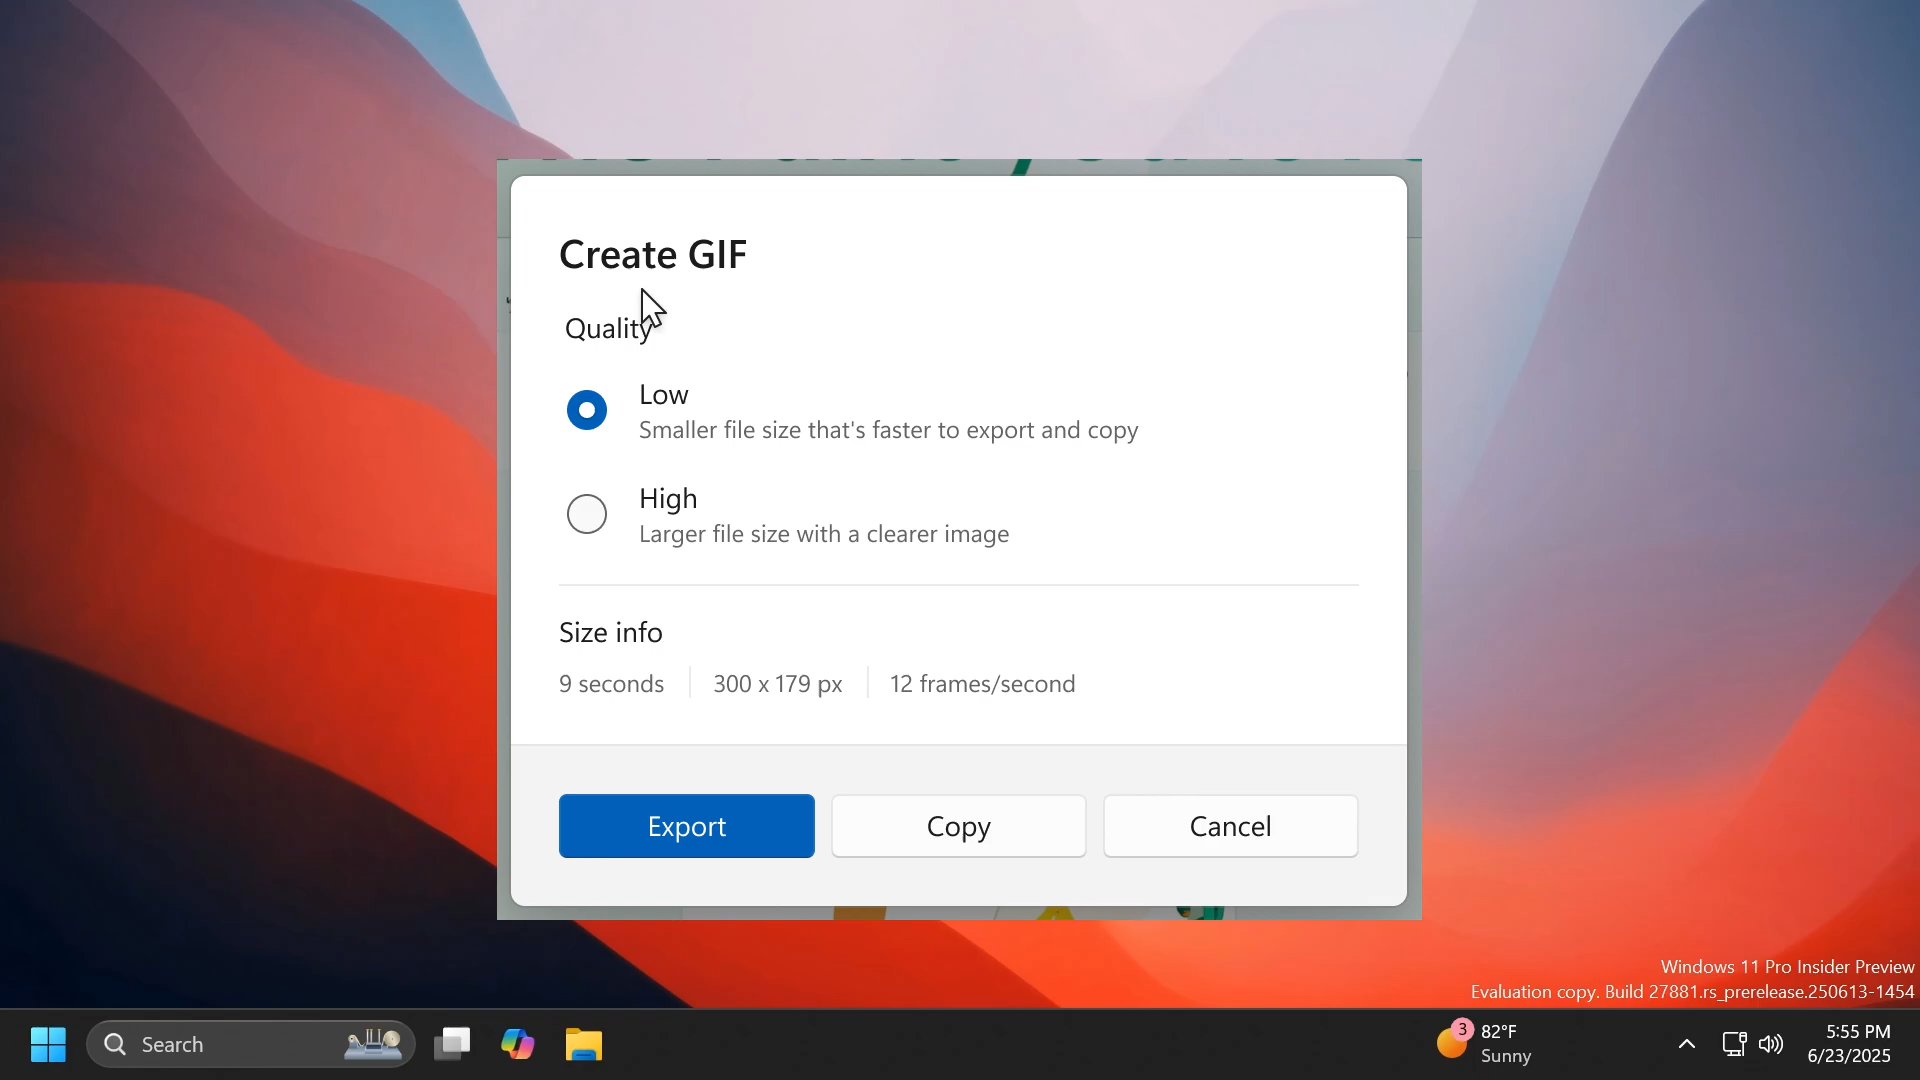 Create GIF
Quality
Low
Smaller file size that's faster to export and copy
High
Larger file size with a clearer image
Size info
9 seconds
300 x 179 px
12 frames/second
Export
Copy
Cancel
Windows 11 Pro Insider Preview
Evaluation copy. Build 27881.rs_prerelease.250613-1454
Search
3
82°F
Sunny
5:55 PM
6/23/2025